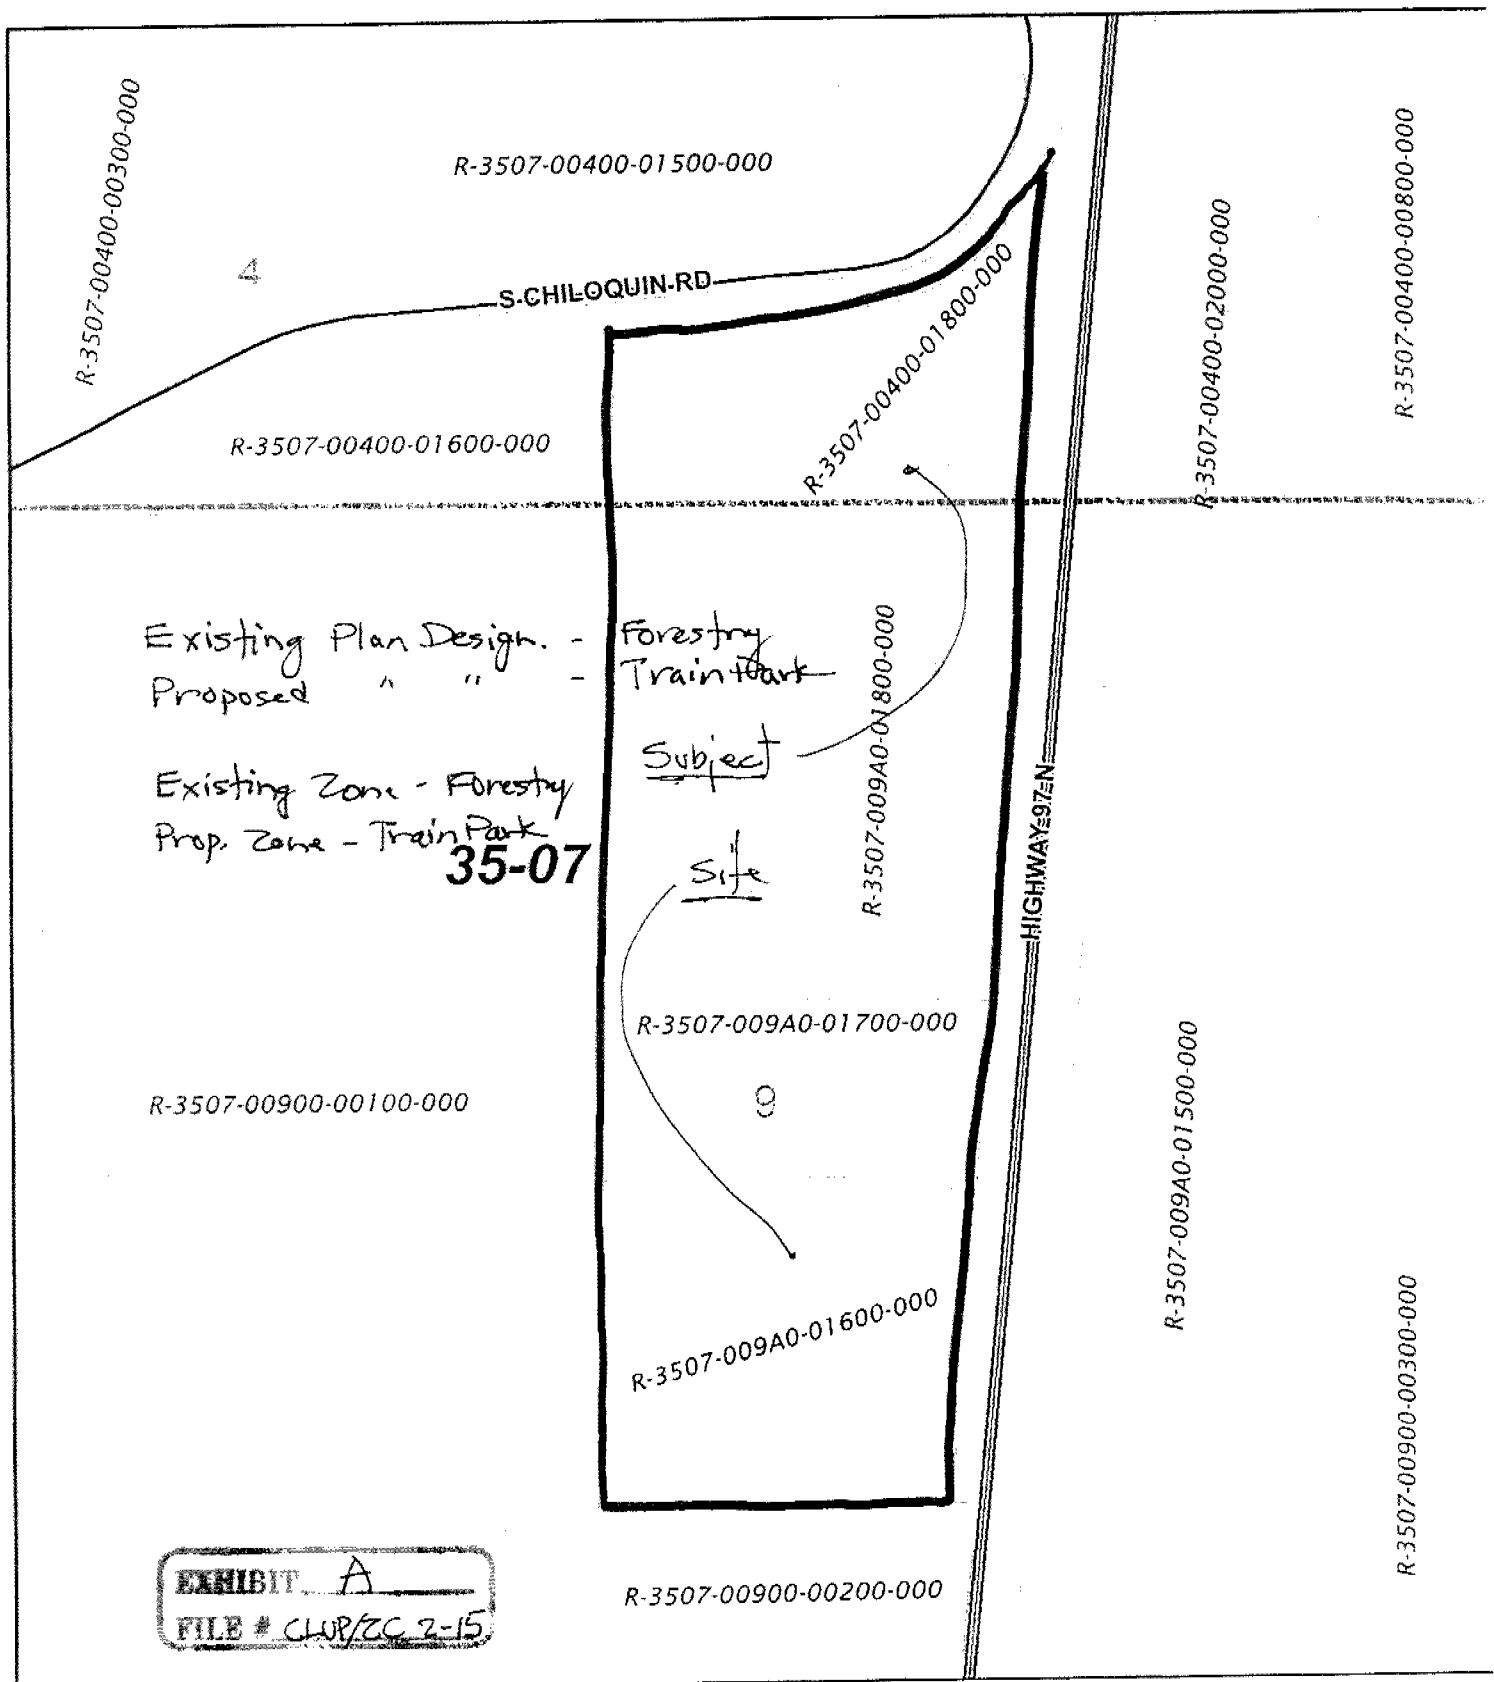 R-3507-00400-00300-000
R-3507-00400-01500-000
R-3507-00400-00800-000
R-3507-00400-02000-000
4
S-CHILOQUIN-RD
R-3507-00400-01800-000
R-3507-00400-01600-000
Existing Plan Design. - Forestry
Proposed " " - Train Park
R-3507-009A0-01800-000
Subject
Existing Zone - Forestry
Prop. Zone - Train Park
35-07
Site
HIGHWAY-97-N
R-3507-009A0-01700-000
R-3507-00900-00100-000
9
R-3507-009A0-01500-000
R-3507-009A0-01600-000
R-3507-00900-00300-000
EXHIBIT A
FILE # CLUP/ZC 2-15
R-3507-00900-00200-000